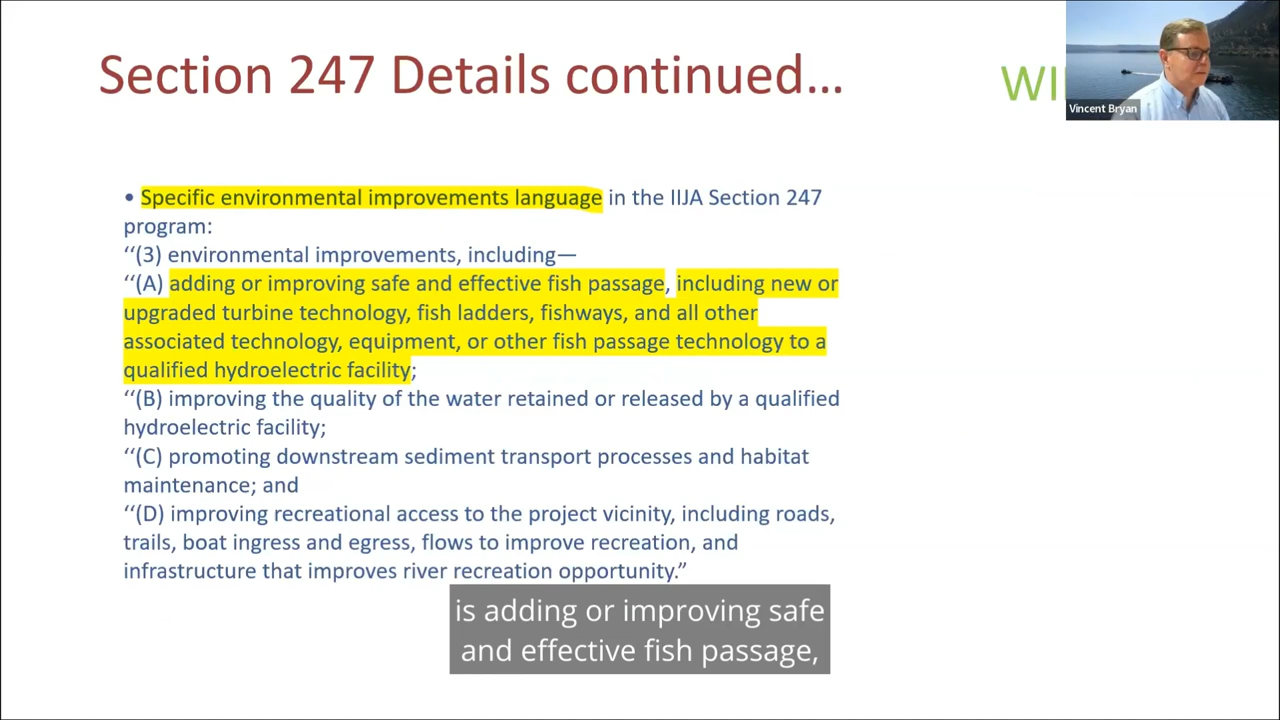 Section 247 Details continued...
WI
Vincent Bryan
• Specific environmental improvements language in the IIJA Section 247
program:
‘‘(3) environmental improvements, including—
‘‘(A) adding or improving safe and effective fish passage, including new or
upgraded turbine technology, fish ladders, fishways, and all other
associated technology, equipment, or other fish passage technology to a
qualified hydroelectric facility;
‘‘(B) improving the quality of the water retained or released by a qualified
hydroelectric facility;
‘‘(C) promoting downstream sediment transport processes and habitat
maintenance; and
‘‘(D) improving recreational access to the project vicinity, including roads,
trails, boat ingress and egress, flows to improve recreation, and
infrastructure that improves river recreation opportunity.”
is adding or improving safe
and effective fish passage,